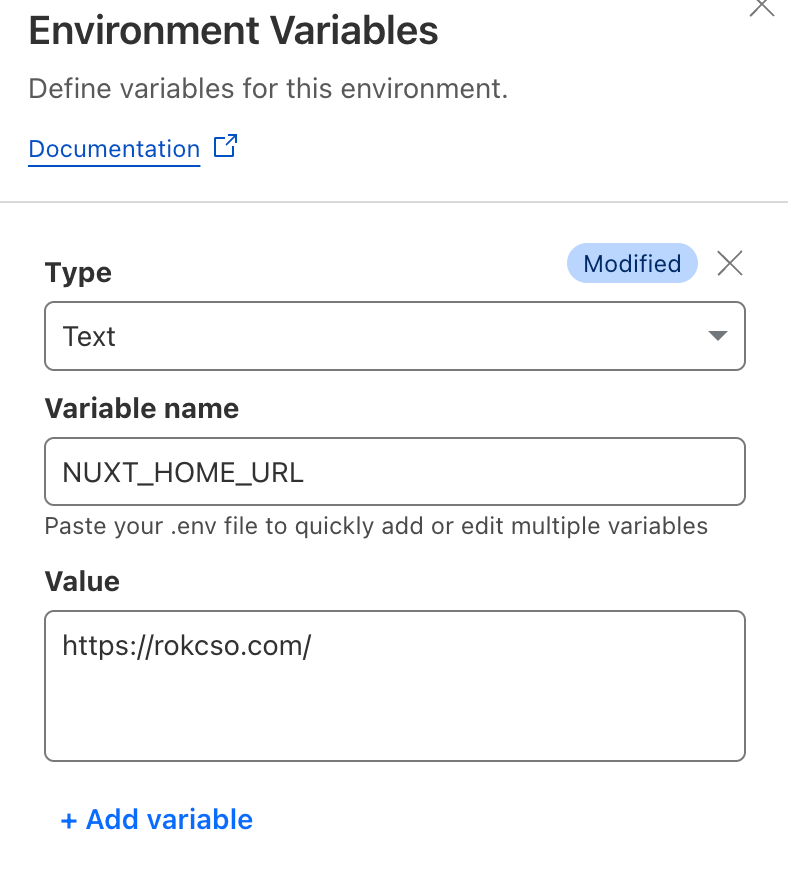 Environment Variables
Define variables for this environment.
Documentation
Modified
Type
Text
Variable name
NUXT_HOME_URL
Paste your .env file to quickly add or edit multiple variables
Value
https://rokcso.com/
+ Add variable